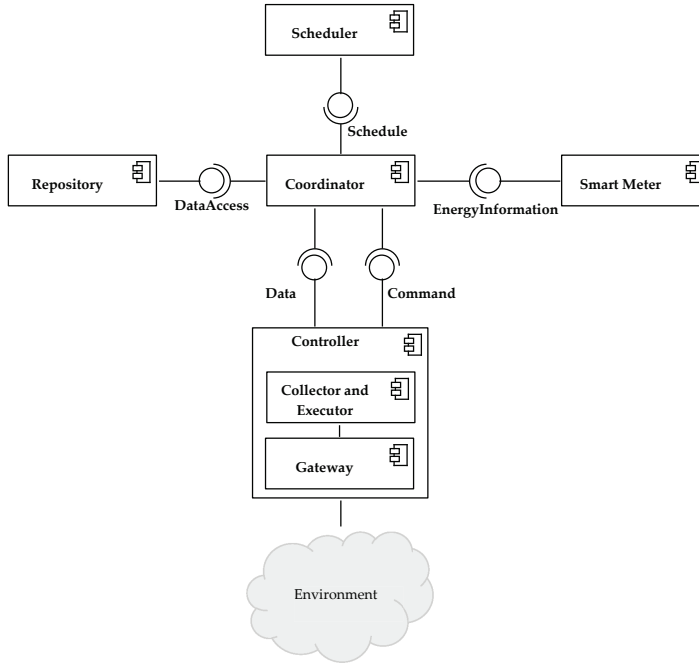 Scheduler
Schedule
Repository
Coordinator
Smart Meter
DataAccess
EnergyInformation
Data
Command
Controller
Collector and
Executor
Gateway
Environment